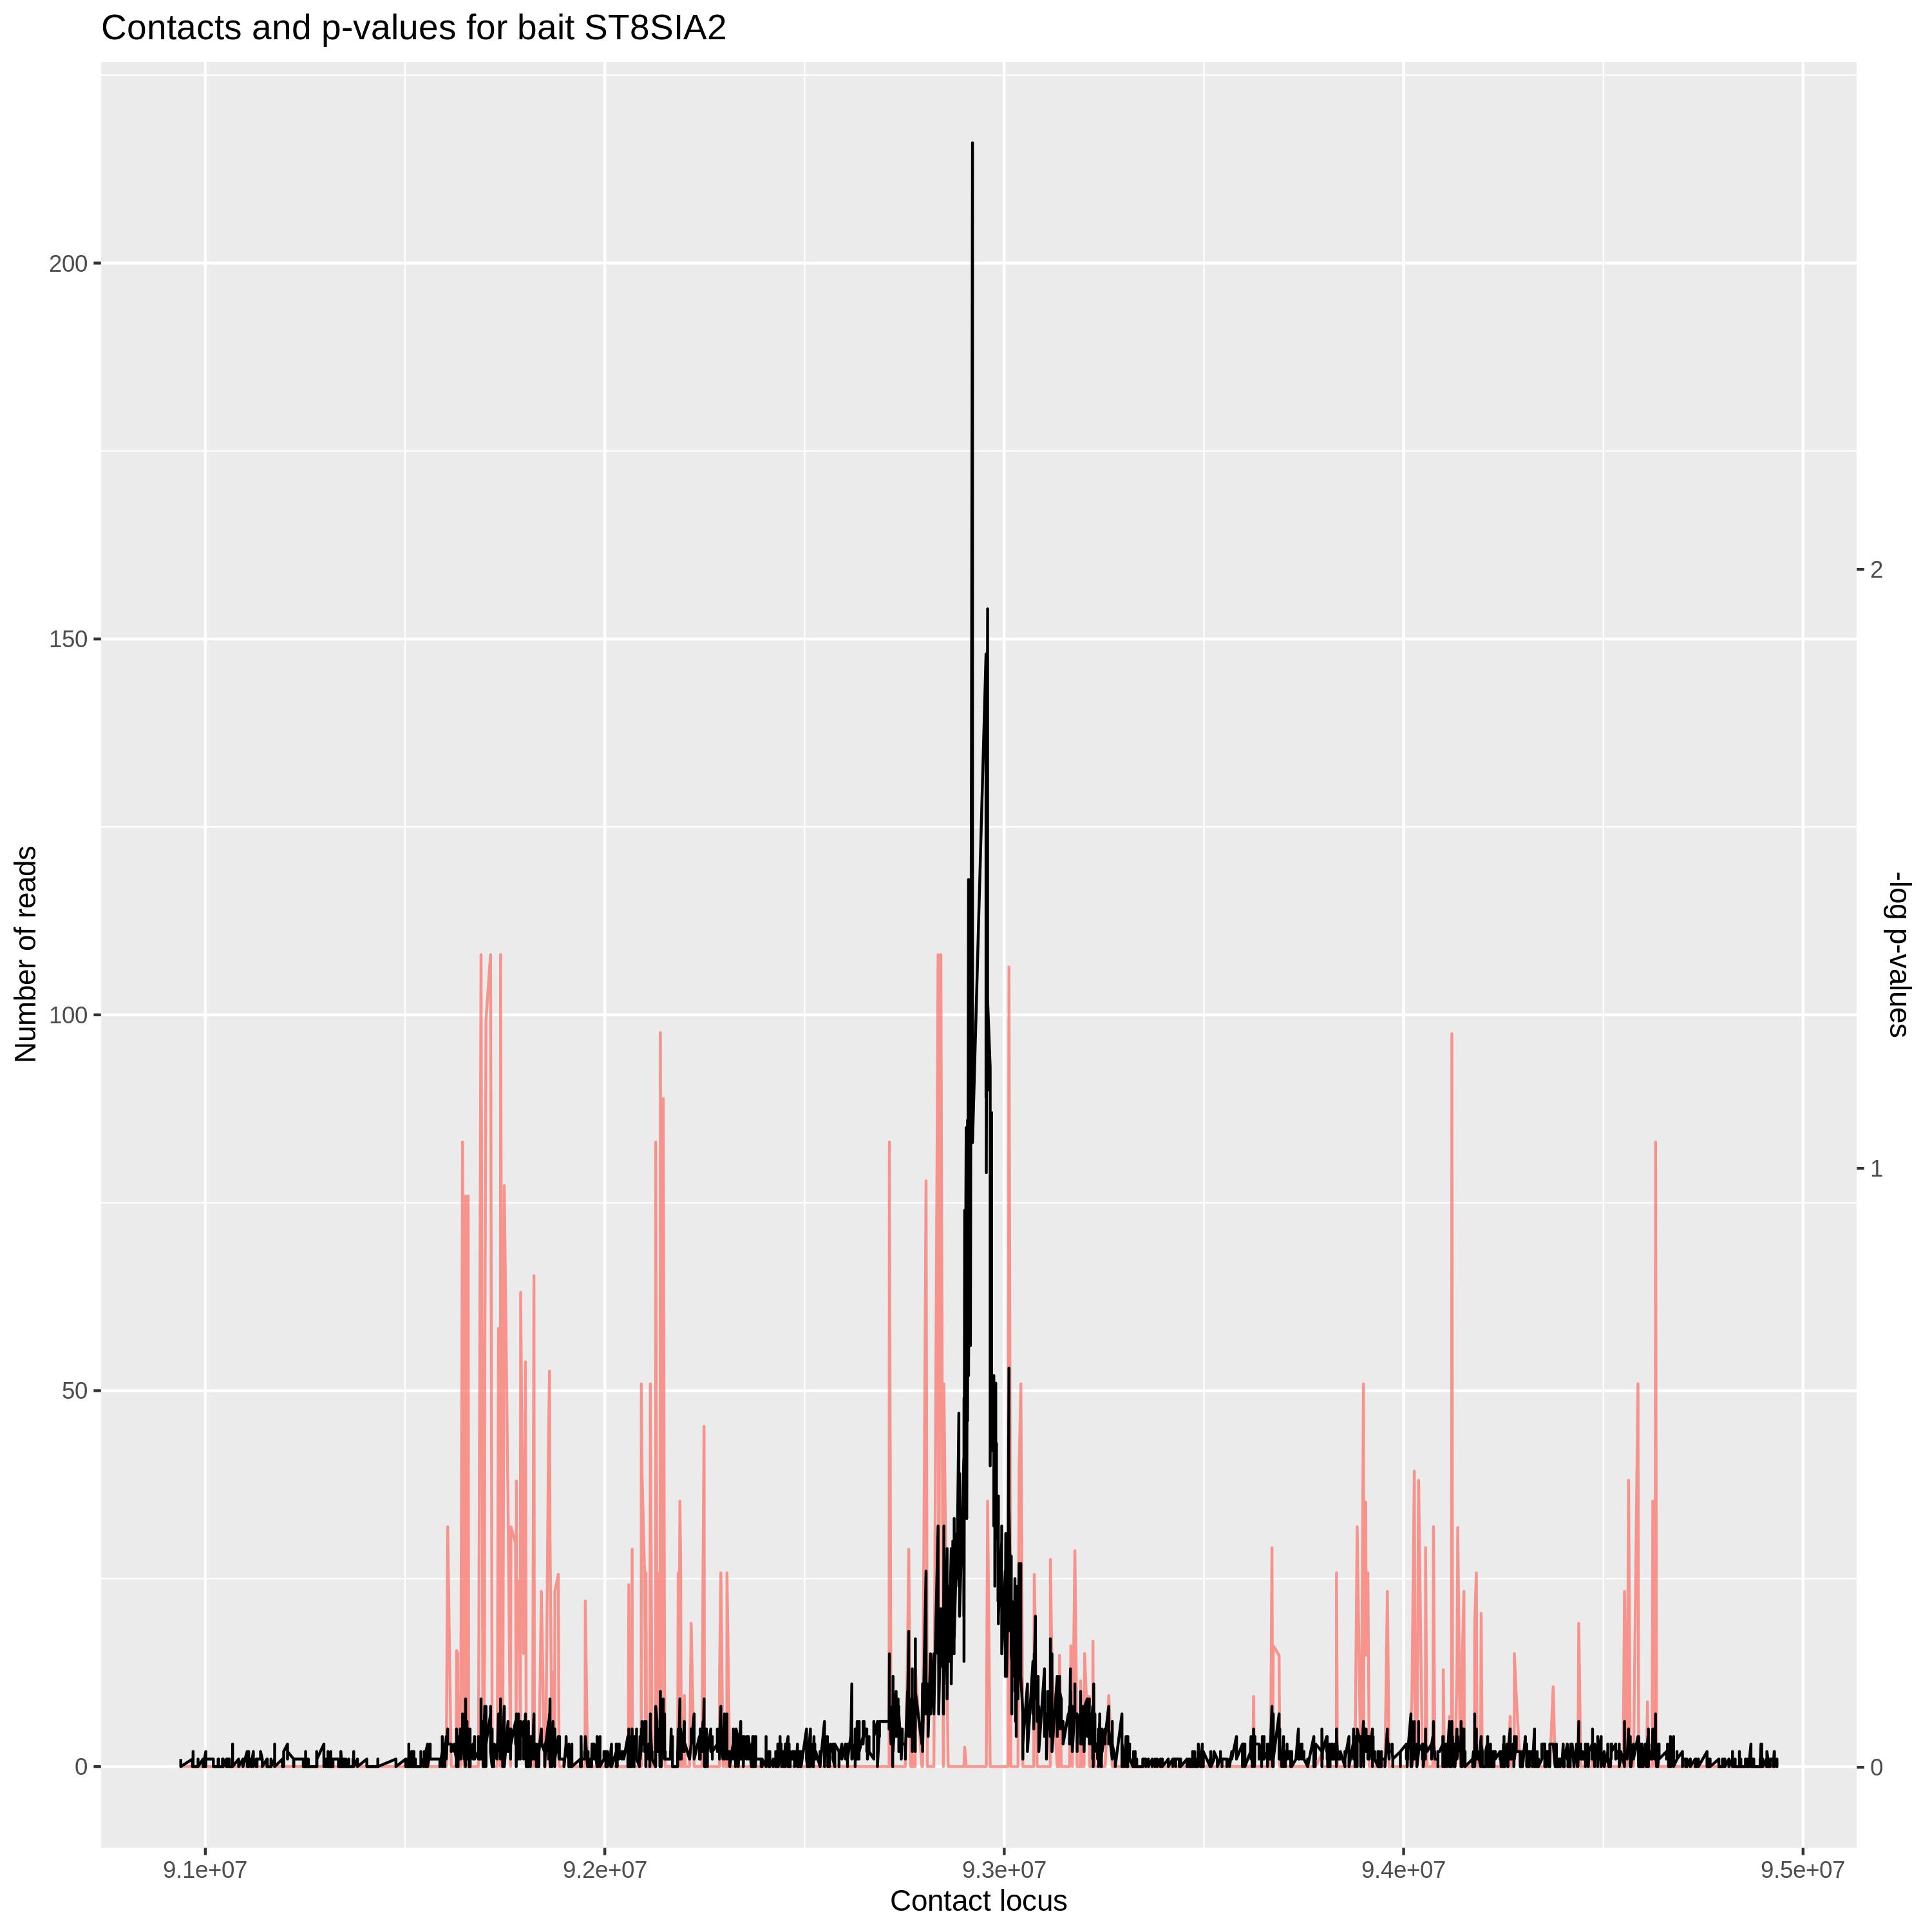 Contacts and p-values for bait ST8SIA2
200
150
100
50
0
Number of reads
2
1
0
-log p-values
9.1e+07
9.2e+07
9.3e+07
9.4e+07
9.5e+07
Contact locus